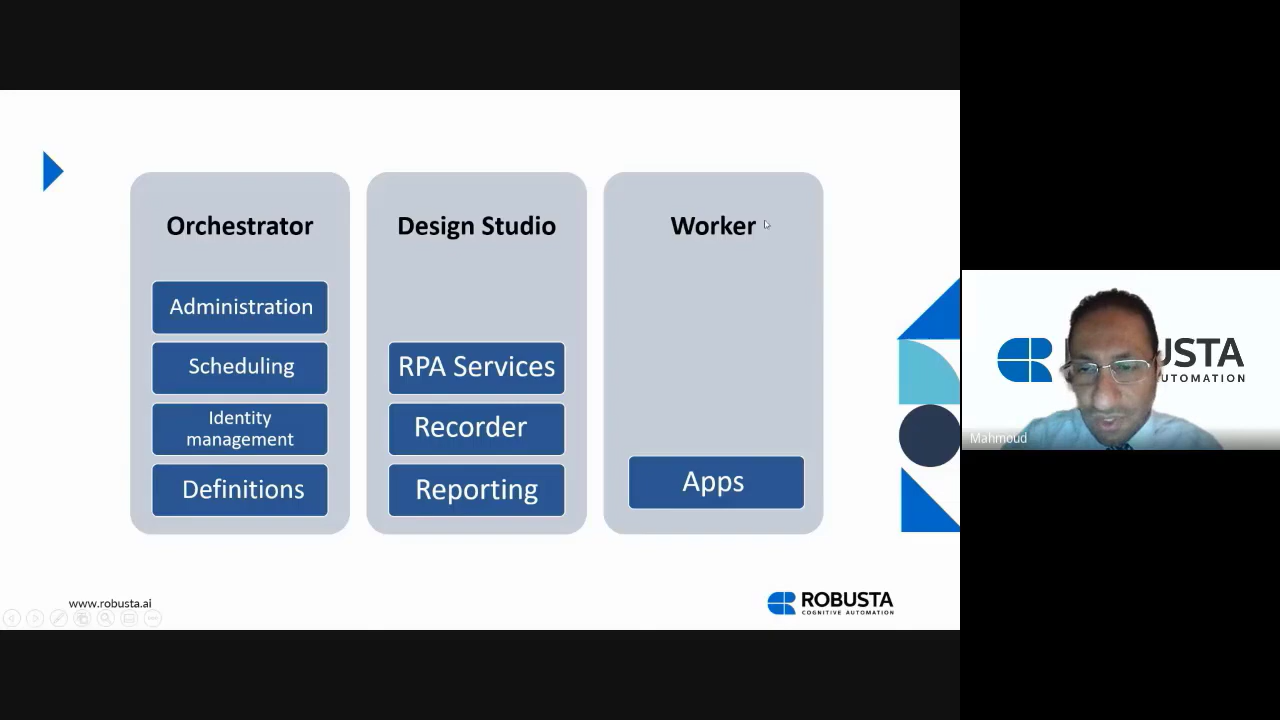 Orchestrator
Administration
Scheduling
Identity
management
Definitions
Design Studio
RPA Services
Recorder
Reporting
Worker
Apps
www.robusta.ai
ROBUSTA
COGNITIVE AUTOMATION
USTA
UTOMATION
Mahmoud